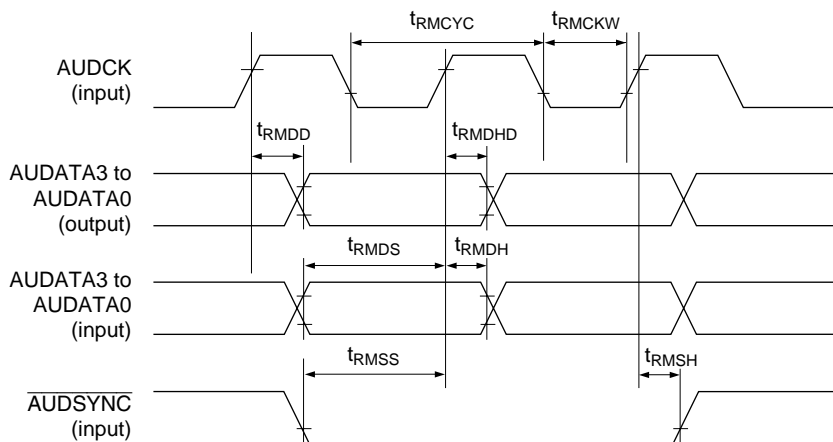 tRMCYC tRMCKW
AUDCK
(input)
tRMDD tRMDHD
AUDATA3 to
AUDATA0
(output)
tRMDS tRMDH
AUDATA3 to
AUDATA0
(input)
tRMSS tRMSH
AUDSYNC
(input)